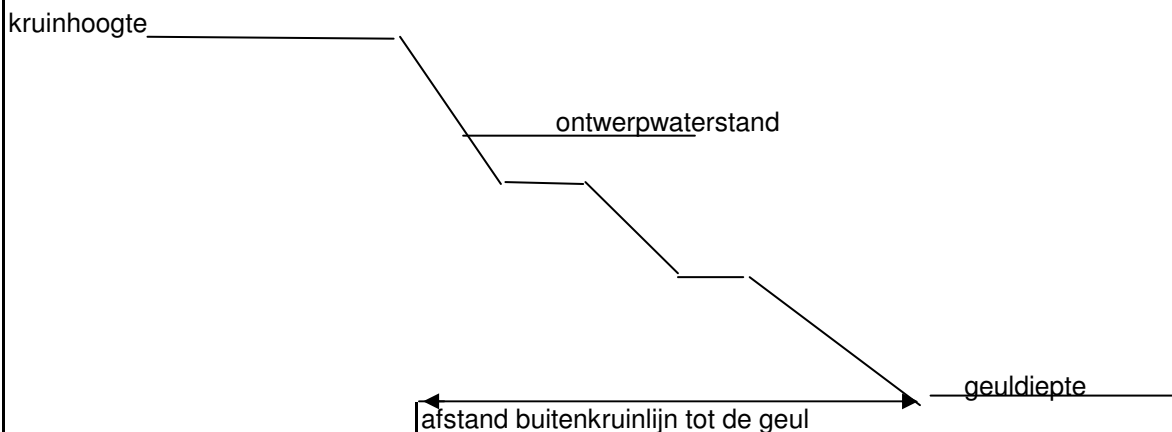 kruinhoogte
ontwerpwaterstand
geuldiepte
afstand buitenkruinlijn tot de geul